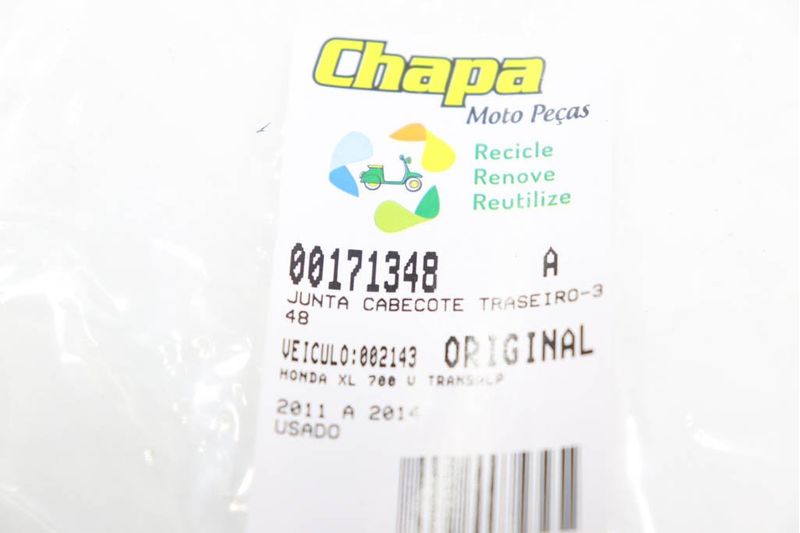 Chapa
Moto Peças
Recicle
Renove
Reutilize
00171348 A
JUNTA CABECOTE TRASEIRO-3
48
VEICULO:002143 ORIGINAL
HONDA XL 700 V TRANSALP
2011 A 2014
USADO